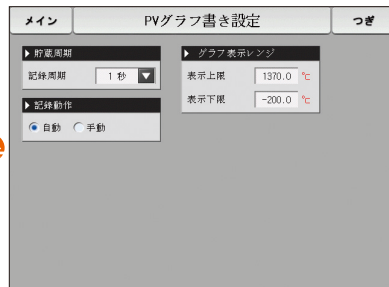 メイン PVグラフ書き設定 つぎ
▶ 貯蔵周期
記録周期 1 秒 ▼
▶ 記録動作
自動 手動
▶ グラフ表示レンジ
表示上限 1370.0 ℃
表示下限 -200.0 ℃
e